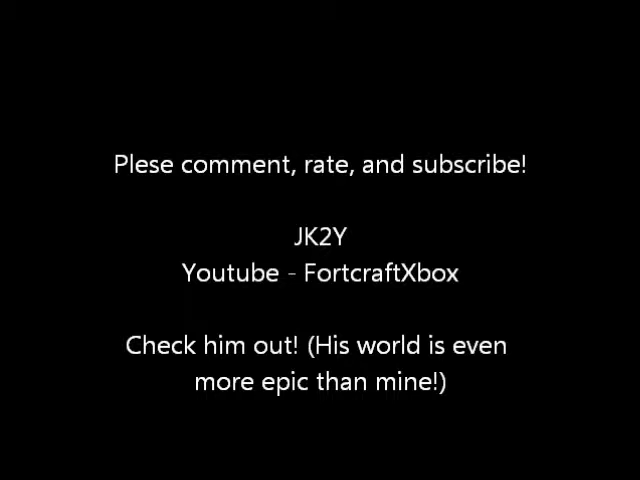 Plese comment, rate, and subscribe!
JK2Y
Youtube - FortcraftXbox
Check him out! (His world is even
more epic than mine!)